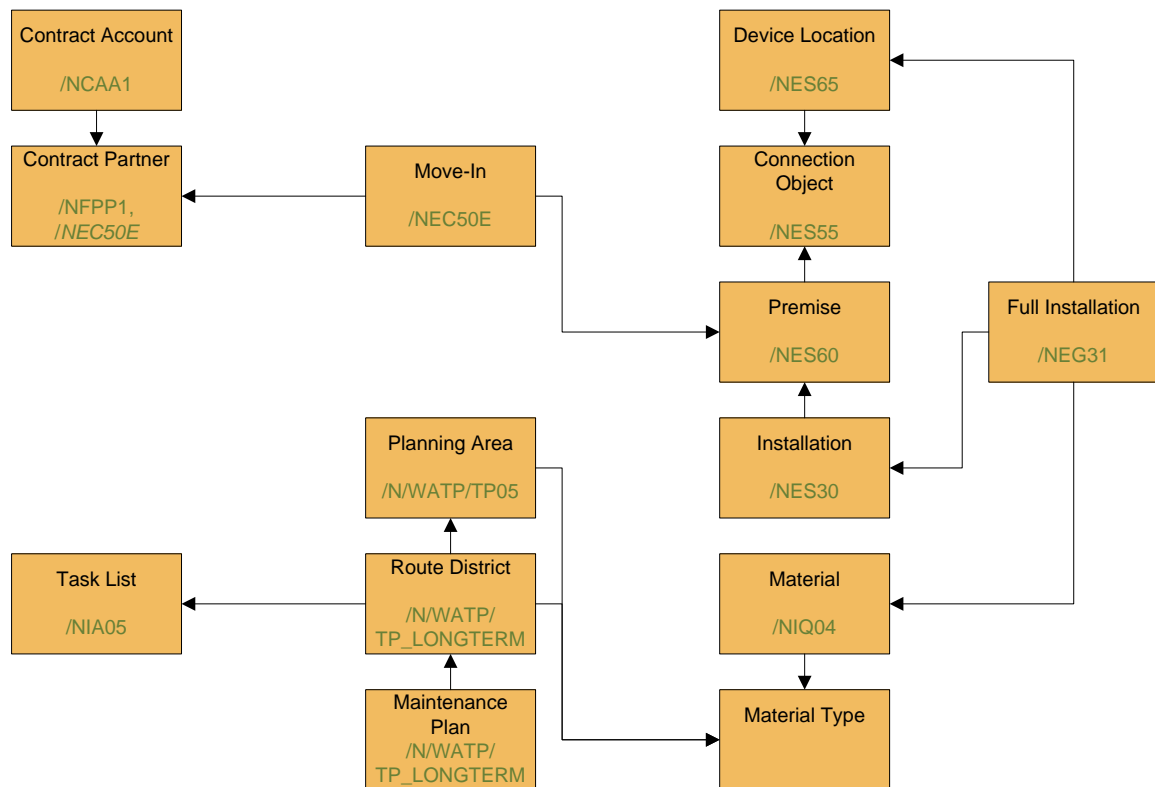 Contract Account
/NCAA1
Device Location
/NES65
Contract Partner
/NFPP1,
/NEC50E
Move-In
/NEC50E
Connection
Object
/NES55
Premise
/NES60
Full Installation
/NEG31
Planning Area
/N/WATP/TP05
Installation
/NES30
Task List
/NIA05
Route District
/N/WATP/
TP_LONGTERM
Material
/NIQ04
Maintenance
Plan
/N/WATP/
TP_LONGTERM
Material Type